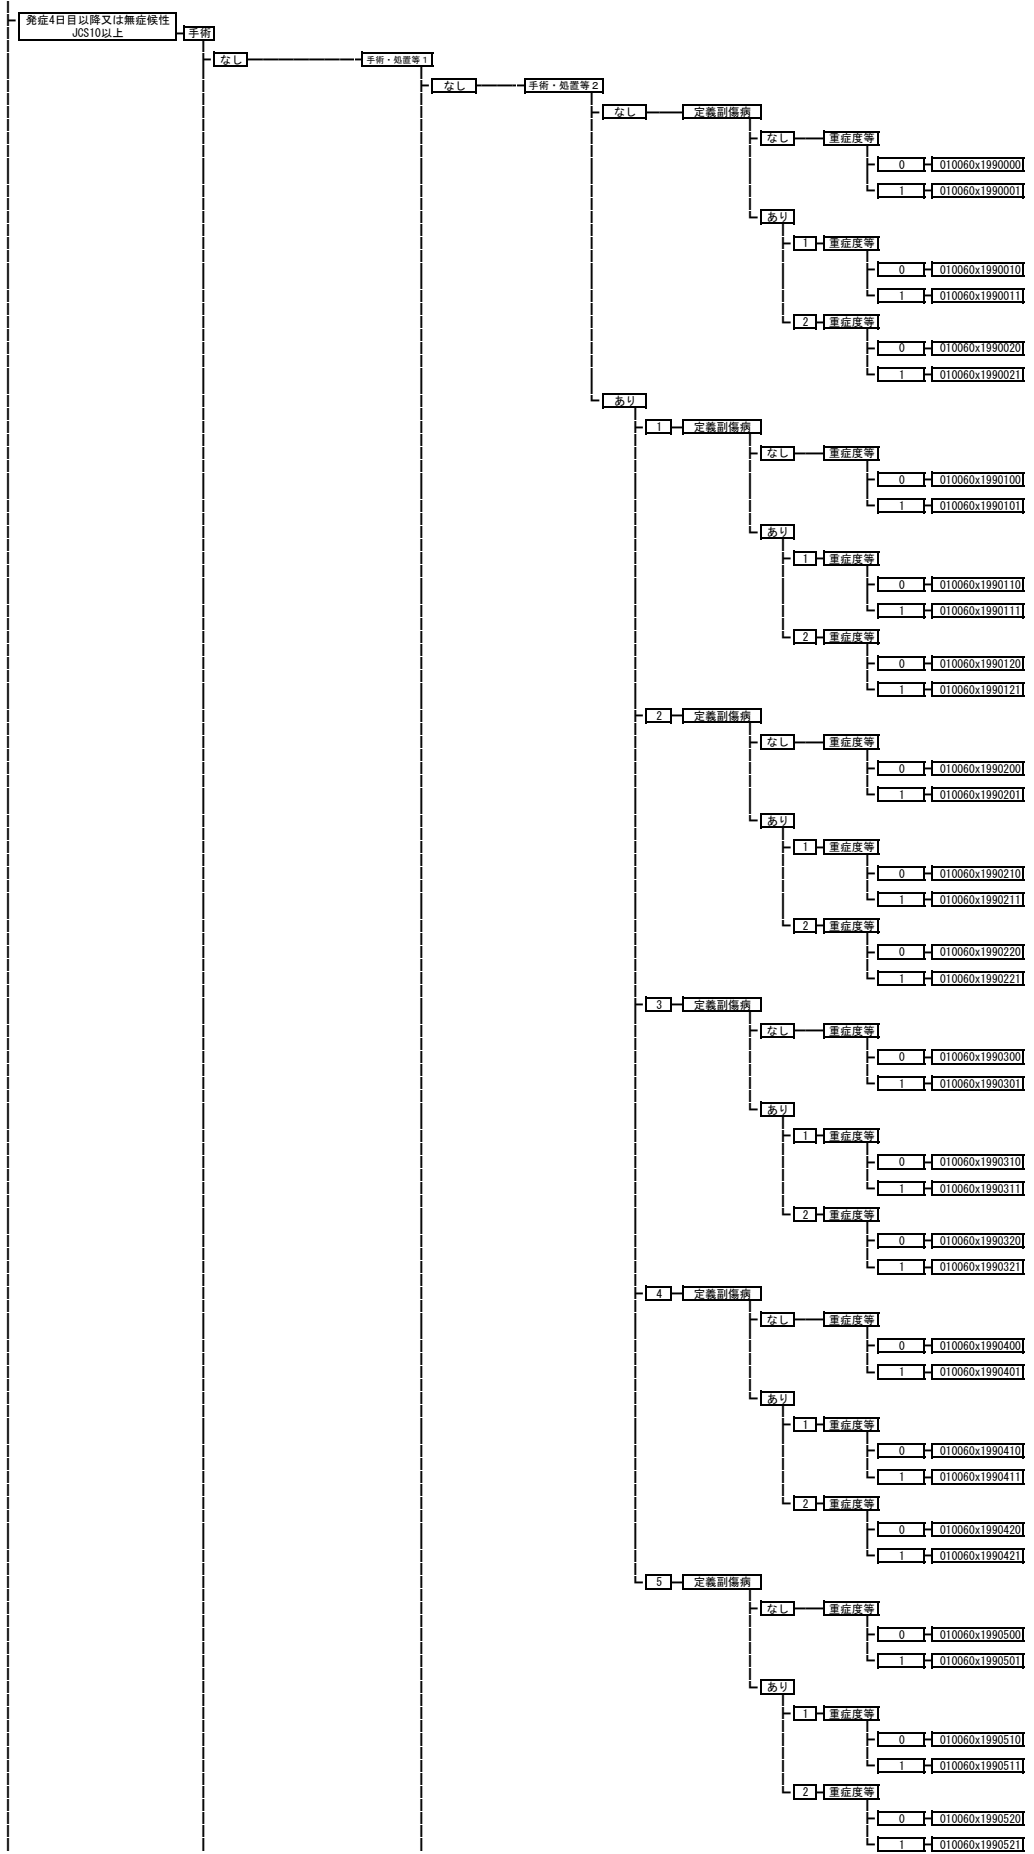 発症4日目以降又は無症候性
JCS10以上
手術
なし 手術・処置等1
なし 手術・処置等2
なし 定義副傷病
なし 重症度等
0 010060x1990000
1 010060x1990001
あり
1 重症度等
0 010060x1990010
1 010060x1990011
2 重症度等
0 010060x1990020
1 010060x1990021
あり
1 定義副傷病
なし 重症度等
0 010060x1990100
1 010060x1990101
あり
1 重症度等
0 010060x1990110
1 010060x1990111
2 重症度等
0 010060x1990120
1 010060x1990121
2 定義副傷病
なし 重症度等
0 010060x1990200
1 010060x1990201
あり
1 重症度等
0 010060x1990210
1 010060x1990211
2 重症度等
0 010060x1990220
1 010060x1990221
3 定義副傷病
なし 重症度等
0 010060x1990300
1 010060x1990301
あり
1 重症度等
0 010060x1990310
1 010060x1990311
2 重症度等
0 010060x1990320
1 010060x1990321
4 定義副傷病
なし 重症度等
0 010060x1990400
1 010060x1990401
あり
1 重症度等
0 010060x1990410
1 010060x1990411
2 重症度等
0 010060x1990420
1 010060x1990421
5 定義副傷病
なし 重症度等
0 010060x1990500
1 010060x1990501
あり
1 重症度等
0 010060x1990510
1 010060x1990511
2 重症度等
0 010060x1990520
1 010060x1990521